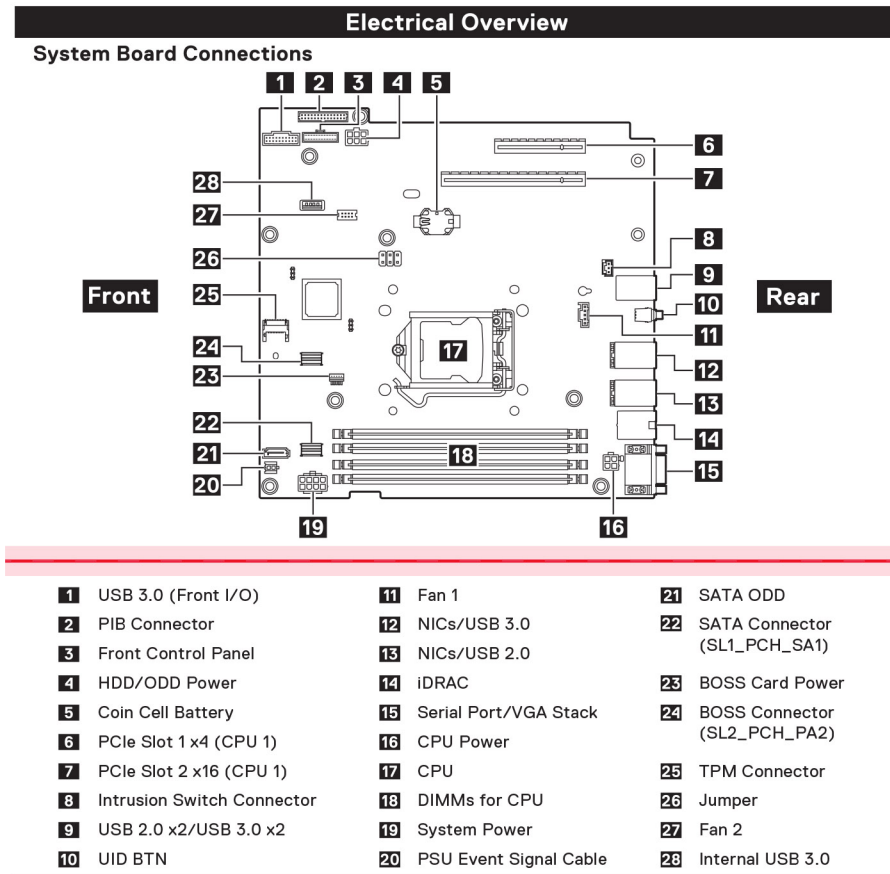 Electrical Overview
System Board Connections
1 2 3 4 5
6
7
28
27
8
26
9
Front
Rear
25
10
11
24
17
12
23
13
22
14
21
18
15
20
19
16
1 USB 3.0 (Front I/O)
2 PIB Connector
3 Front Control Panel
4 HDD/ODD Power
5 Coin Cell Battery
6 PCIe Slot 1 x4 (CPU 1)
7 PCIe Slot 2 x16 (CPU 1)
8 Intrusion Switch Connector
9 USB 2.0 x2/USB 3.0 x2
10 UID BTN
11 Fan 1
12 NICs/USB 3.0
13 NICs/USB 2.0
14 iDRAC
15 Serial Port/VGA Stack
16 CPU Power
17 CPU
18 DIMMs for CPU
19 System Power
20 PSU Event Signal Cable
21 SATA ODD
22 SATA Connector
(SL1_PCH_SA1)
23 BOSS Card Power
24 BOSS Connector
(SL2_PCH_PA2)
25 TPM Connector
26 Jumper
27 Fan 2
28 Internal USB 3.0